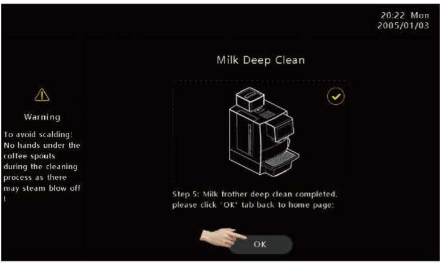 20:22 Mon
2005/01/03
Milk Deep Clean
Warning
To avoid scalding:
No hands under the
coffee spouts
during the cleaning
process as there
may steam blow off
!
Step 5: Milk frother deep clean completed,
please click "OK" tab back to home page;
OK